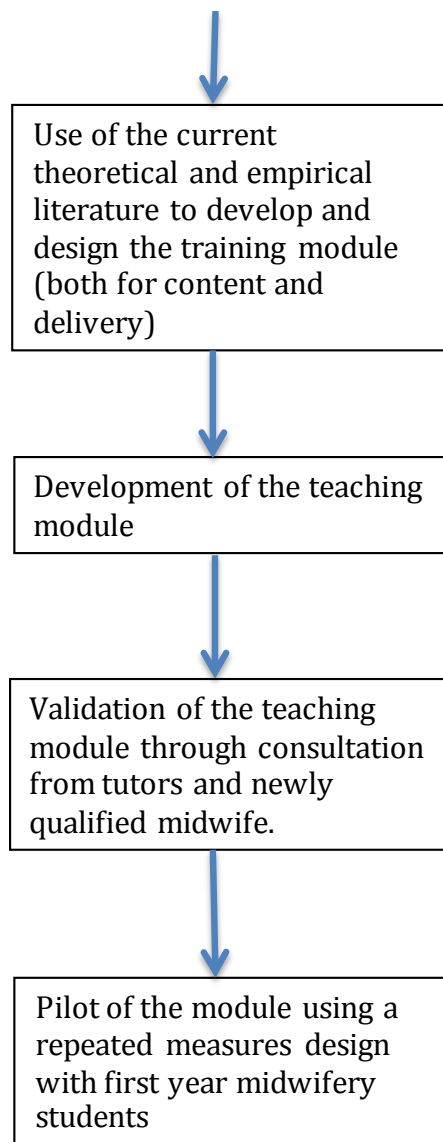 Use of the current
theoretical and empirical
literature to develop and
design the training module
(both for content and
delivery)
Development of the teaching
module
Validation of the teaching
module through consultation
from tutors and newly
qualified midwife.
Pilot of the module using a
repeated measures design
with first year midwifery
students